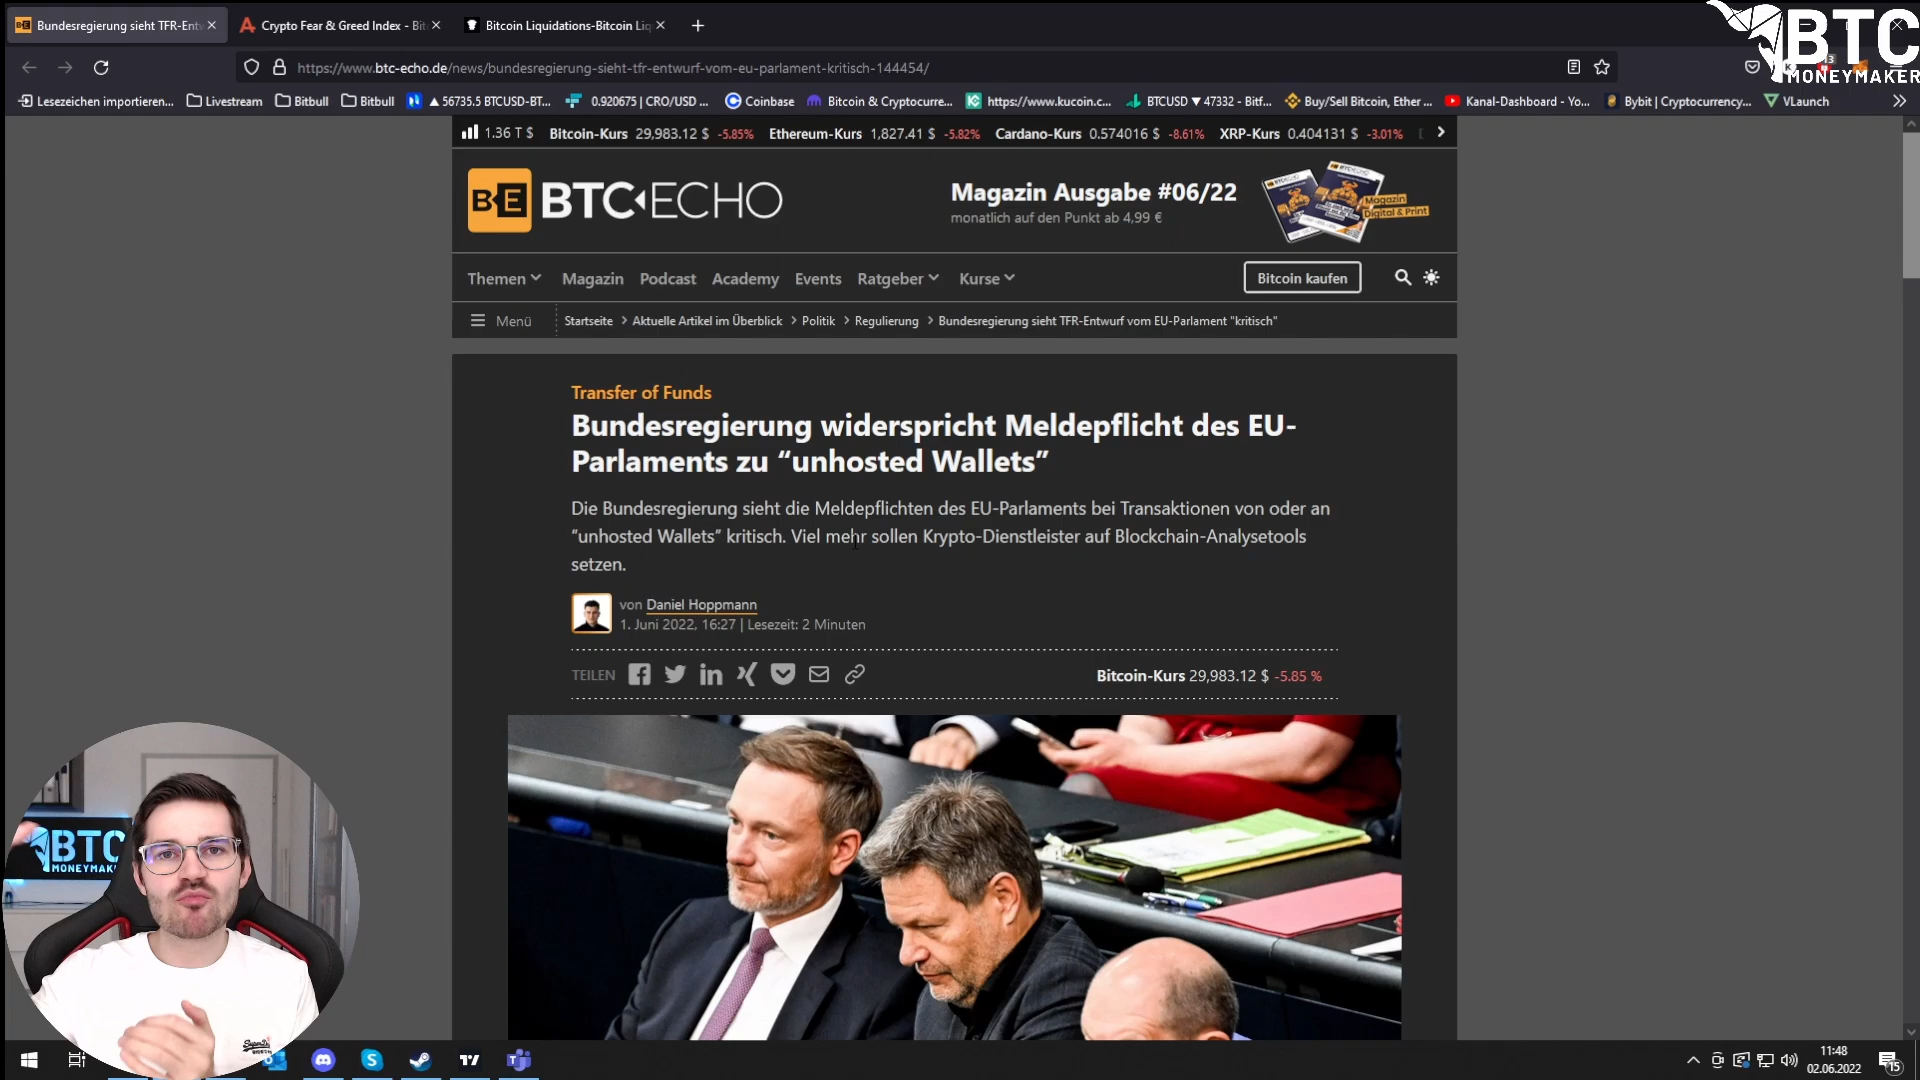 Bundesregierung sieht TFR-Entw
Crypto Fear & Greed Index - Bit
Bitcoin Liquidations-Bitcoin Liq
https://www.btc-echo.de/news/bundesregierung-sieht-tfr-entwurf-vom-eu-parlament-kritisch-144454/
BTC
MONEYMAKER
13
Lesezeichen importieren...
Livestream
Bitbull
Bitbull
▲ 56735.5 BTCUSD-BT...
0.920675 | CRO/USD ...
Coinbase
Bitcoin & Cryptocurre...
https://www.kucoin.c...
BTCUSD ▼ 47332 - Bitf...
Buy/Sell Bitcoin, Ether ...
Kanal-Dashboard - Yo...
Bybit | Cryptocurrency...
VLaunch
1.36 T $ Bitcoin-Kurs 29,983.12 $ -5.85% Ethereum-Kurs 1,827.41 $ -5.82% Cardano-Kurs 0.574016 $ -8.61% XRP-Kurs 0.404131 $ -3.01%
BE BTC ECHO
Magazin Ausgabe #06/22
monatlich auf den Punkt ab 4,99 €
Magazin
Digital & Print
Themen Magazin Podcast Academy Events Ratgeber Kurse Bitcoin kaufen
Menü Startseite > Aktuelle Artikel im Überblick > Politik > Regulierung > Bundesregierung sieht TFR-Entwurf vom EU-Parlament "kritisch"
Transfer of Funds
Bundesregierung widerspricht Meldepflicht des EU-
Parlaments zu “unhosted Wallets”
Die Bundesregierung sieht die Meldepflichten des EU-Parlaments bei Transaktionen von oder an
“unhosted Wallets” kritisch. Viel mehr sollen Krypto-Dienstleister auf Blockchain-Analysetools
setzen.
von Daniel Hoppmann
1. Juni 2022, 16:27 | Lesezeit: 2 Minuten
TEILEN
Bitcoin-Kurs 29,983.12 $ -5.85 %
BTC
MONEYMAK
SuperD
11:48
02.06.2022
15